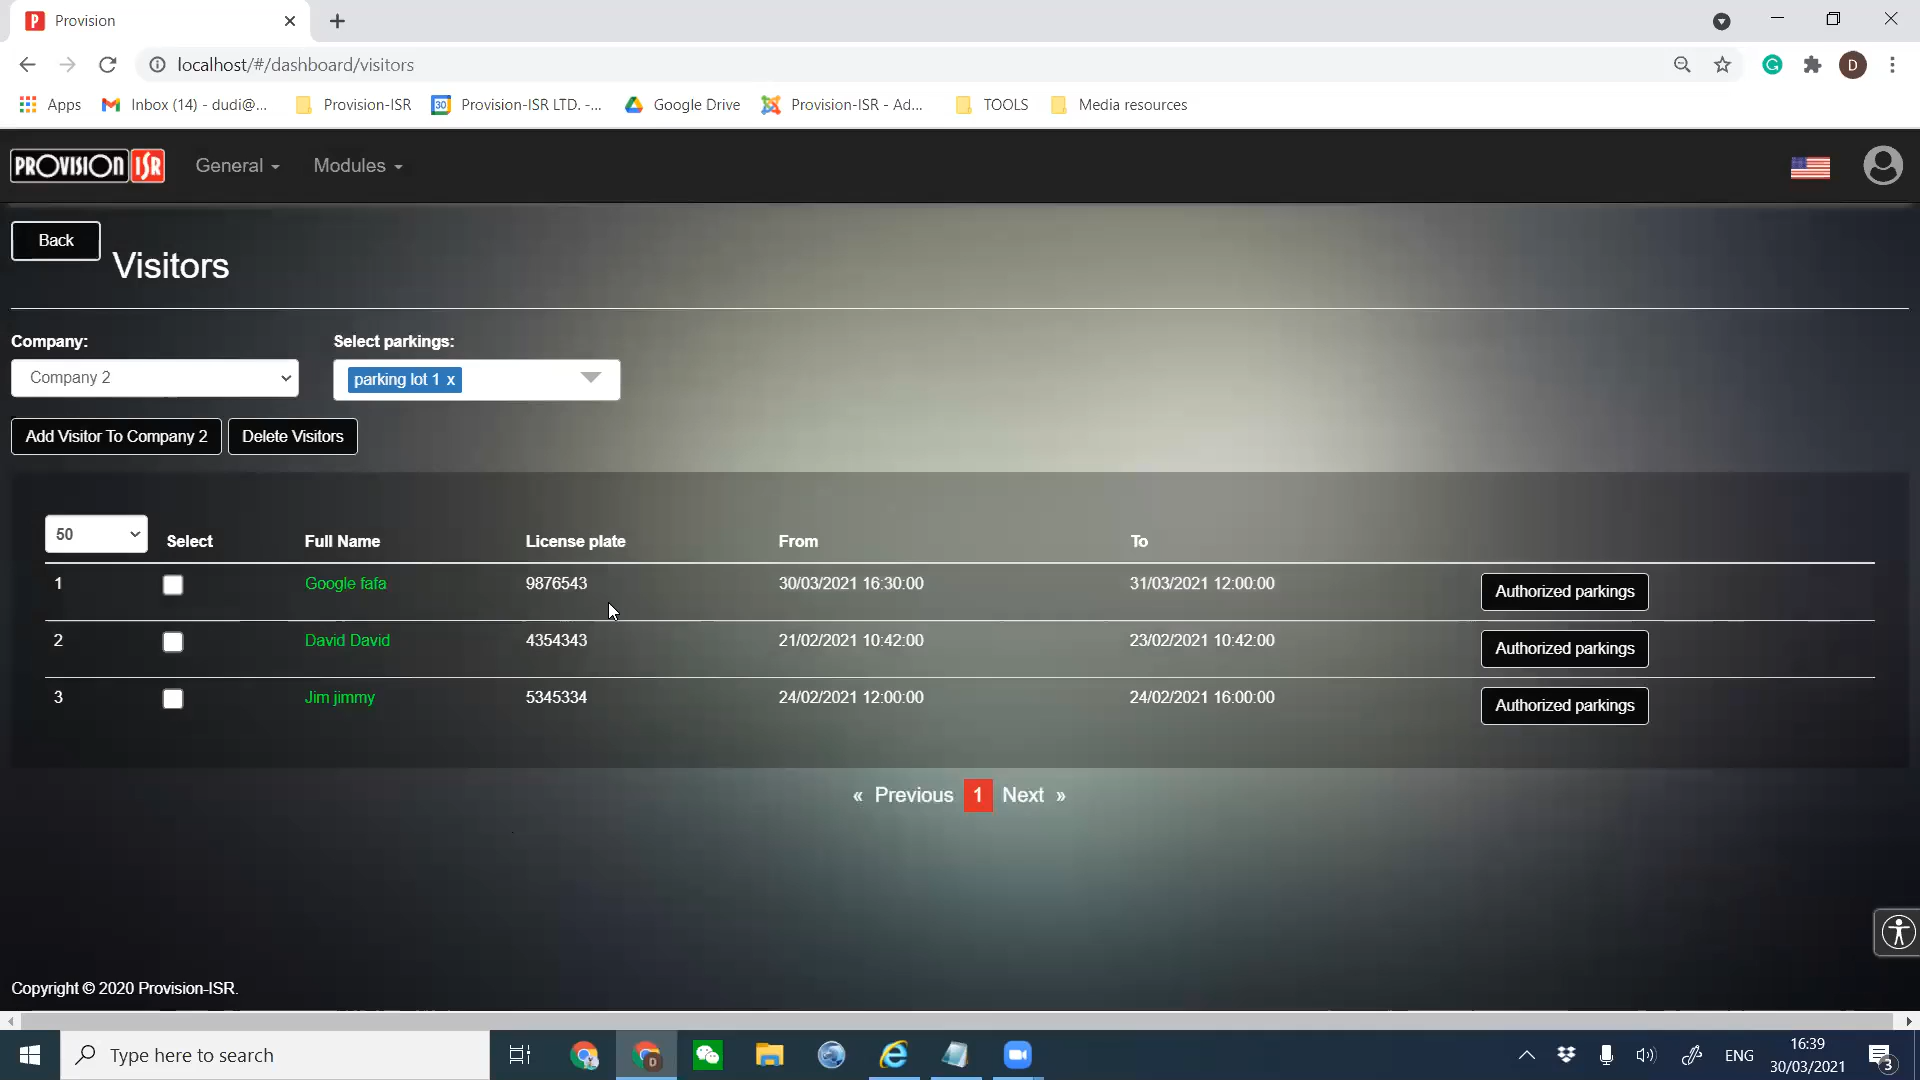 Provision
localhost/#/dashboard/visitors
Apps
Inbox (14) - dudi@...
Provision-ISR
30
Provision-ISR LTD. -...
Google Drive
Provision-ISR - Ad...
TOOLS
Media resources
PROVISION ISR
General
Modules
Back
Visitors
Company:
Select parkings:
Company 2
parking lot 1 x
Add Visitor To Company 2
Delete Visitors
50
Select
Full Name
License plate
From
To
1
Google fafa
9876543
30/03/2021 16:30:00
31/03/2021 12:00:00
Authorized parkings
2
David David
4354343
21/02/2021 10:42:00
23/02/2021 10:42:00
Authorized parkings
3
Jim jimmy
5345334
24/02/2021 12:00:00
24/02/2021 16:00:00
Authorized parkings
« Previous 1 Next »
Copyright © 2020 Provision-ISR.
Type here to search
ENG
16:39
30/03/2021
3